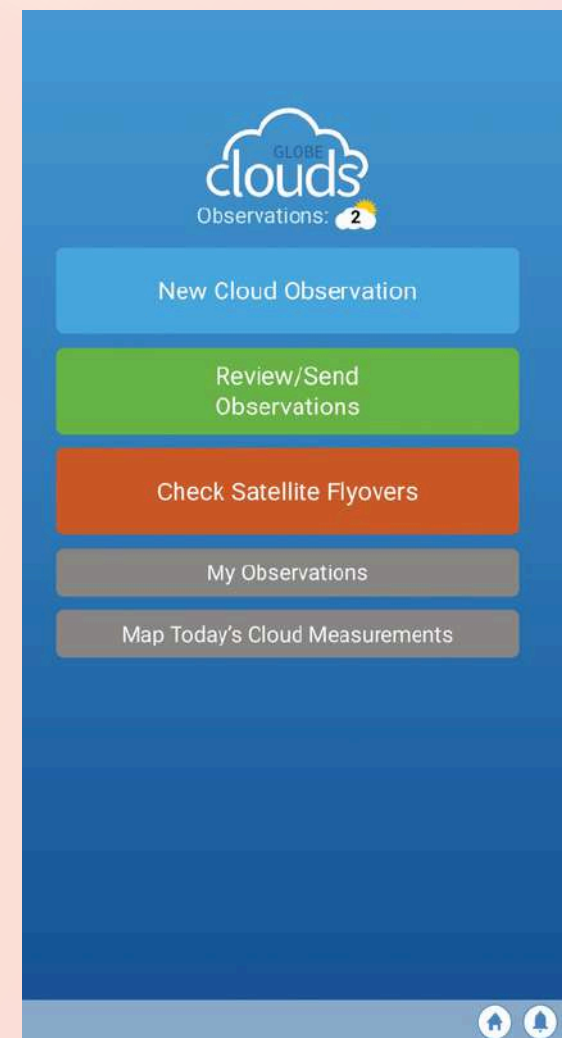 GLOBE
clouds
Observations: 2
New Cloud Observation
Review/Send
Observations
Check Satellite Flyovers
My Observations
Map Today's Cloud Measurements